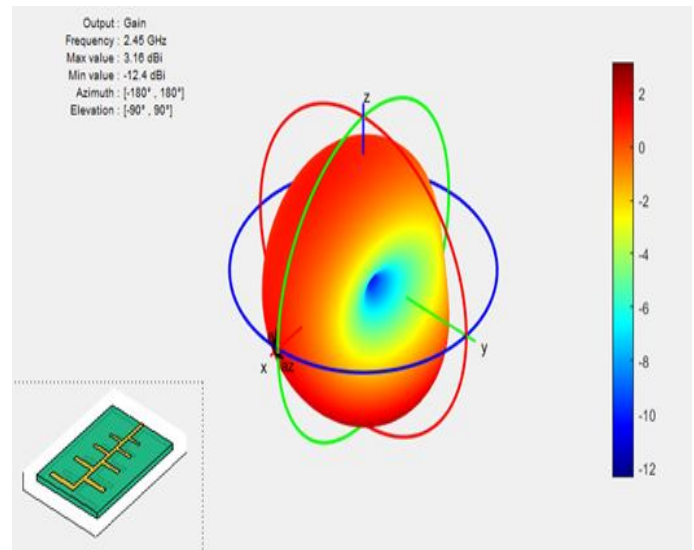 Output : Gain
Frequency : 2.45 GHz
Max value : 3.16 dBi
Min value : -12.4 dBi
Azimuth : [-180° , 180°]
Elevation : [-90° , 90°]
z
y
x
az
2
0
-2
-4
-6
-8
-10
-12